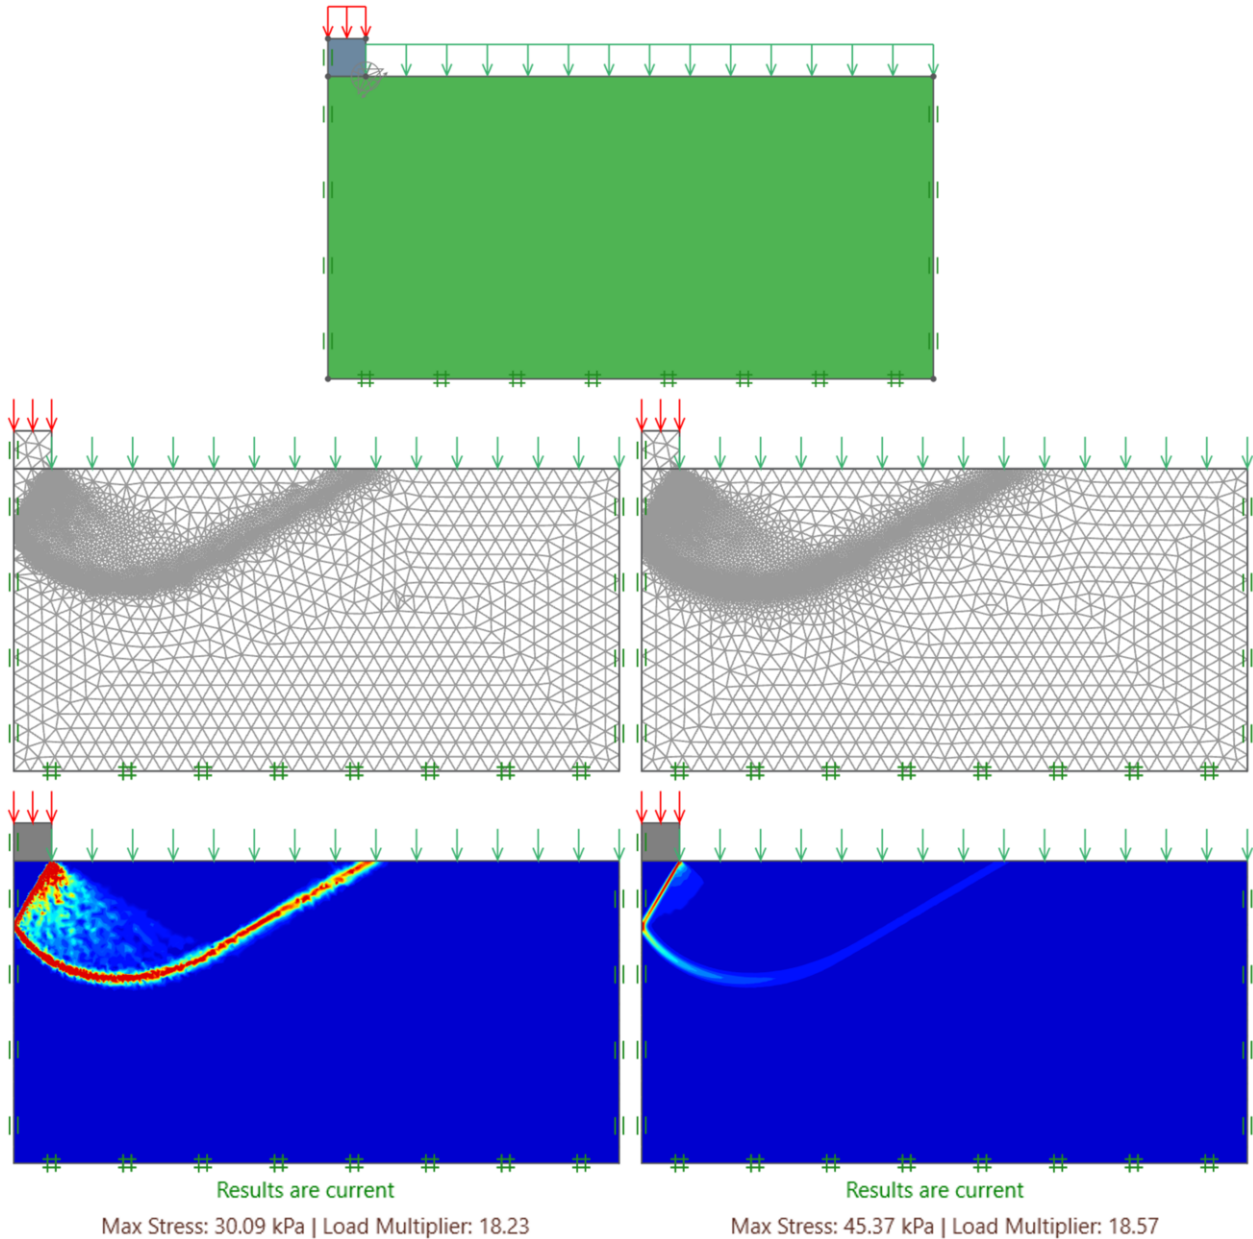 Results are current
Results are current
Max Stress: 30.09 kPa | Load Multiplier: 18.23
Max Stress: 45.37 kPa | Load Multiplier: 18.57